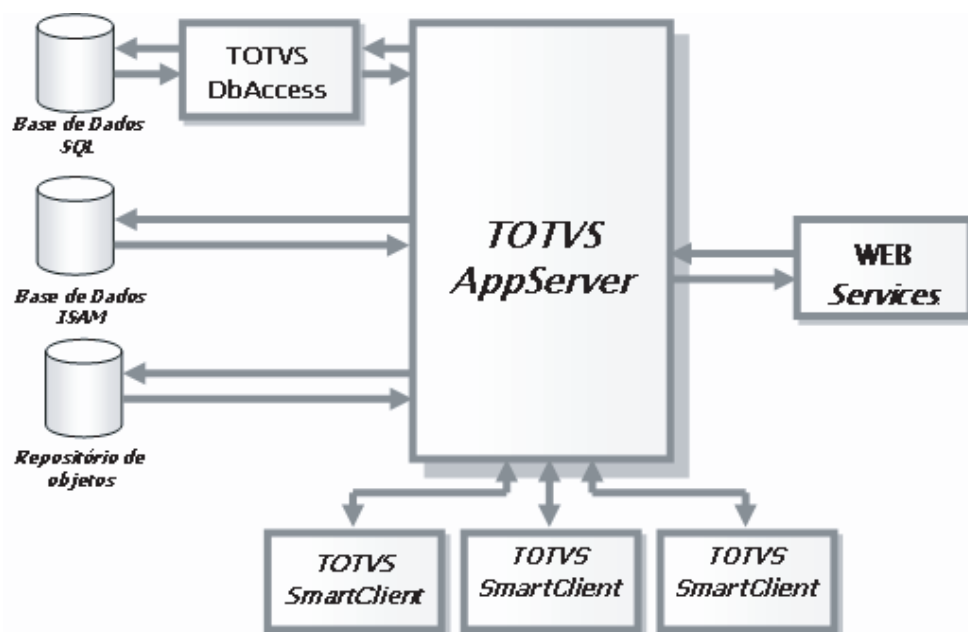 TOTVS
DbAccess
Base de Dados
SQL
TOTVS
AppServer
Base de Dados
ISAM
WEB
Services
Repositório de
objetos
TOTVS
SmartClient
TOTVS
SmartClient
TOTVS
SmartClient